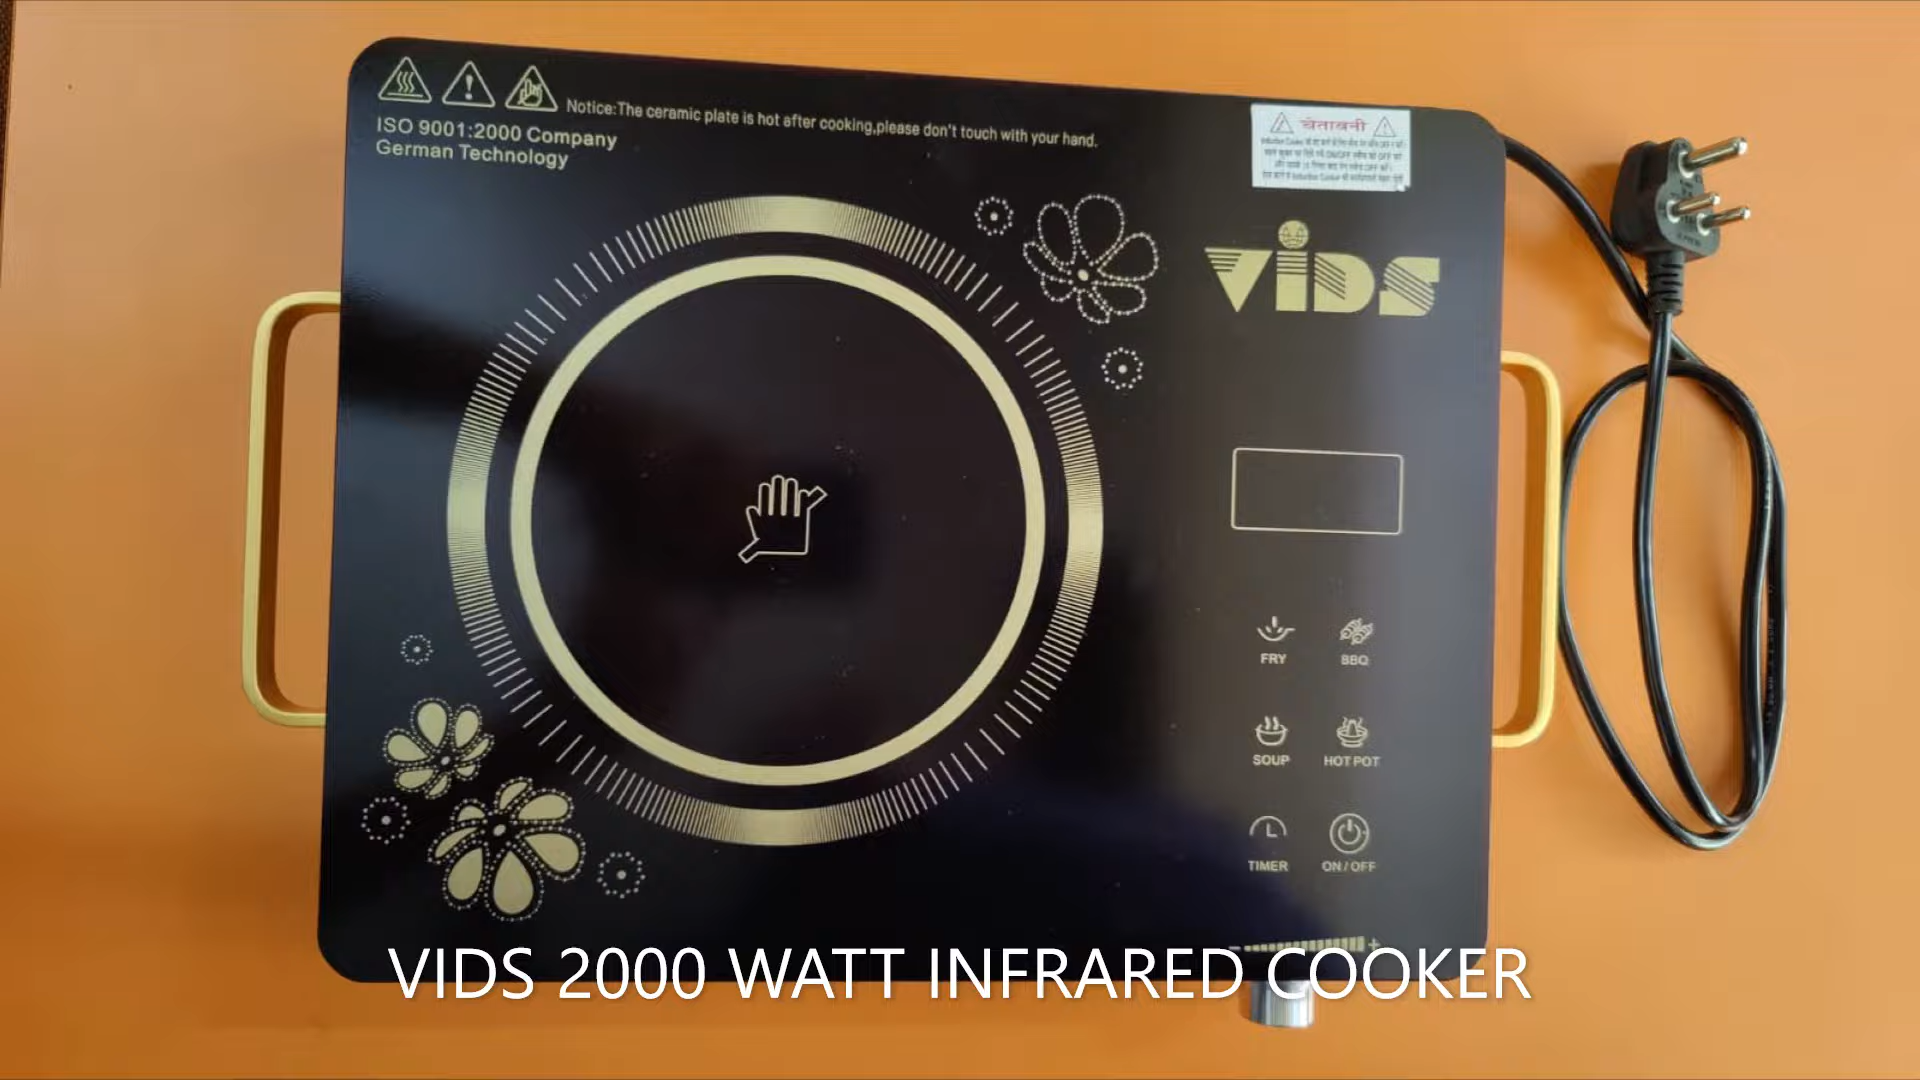 Notice:The ceramic plate is hot after cooking,please don't touch with your hand.
ISO 9001:2000 Company
German Technology
चेतावनी
ViDS
FRY
BBQ
SOUP
HOT POT
TIMER
ON / OFF
- +
VIDS 2000 WATT INFRARED COOKER